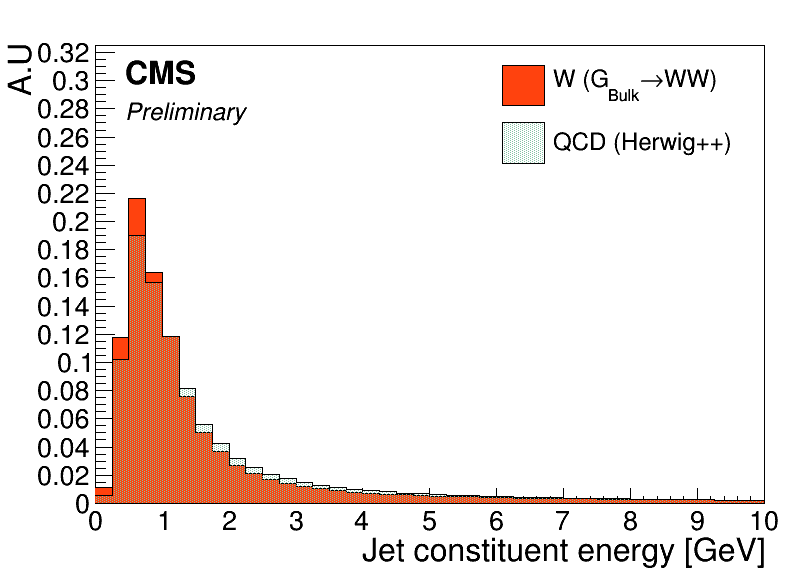 A.U
0.32
0.3
0.28
0.26
0.24
0.22
0.2
0.18
0.16
0.14
0.12
0.1
0.08
0.06
0.04
0.02
0
CMS
Preliminary
W (G_Bulk→WW)
QCD (Herwig++)
0 1 2 3 4 5 6 7 8 9 10
Jet constituent energy [GeV]